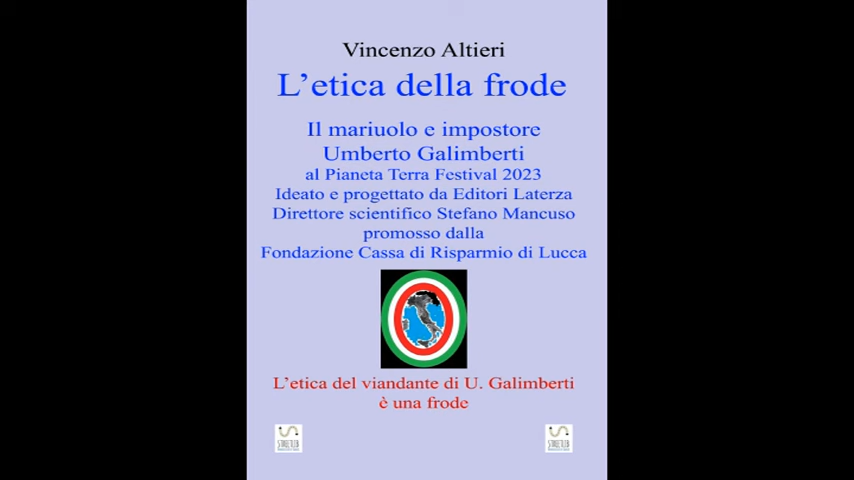 Vincenzo Altieri
L'etica della frode
Il mariuolo e impostore
Umberto Galimberti
al Pianeta Terra Festival 2023
Ideato e progettato da Editori Laterza
Direttore scientifico Stefano Mancuso
promosso dalla
Fondazione Cassa di Risparmio di Lucca
L'etica del viandante di U. Galimberti
è una frode